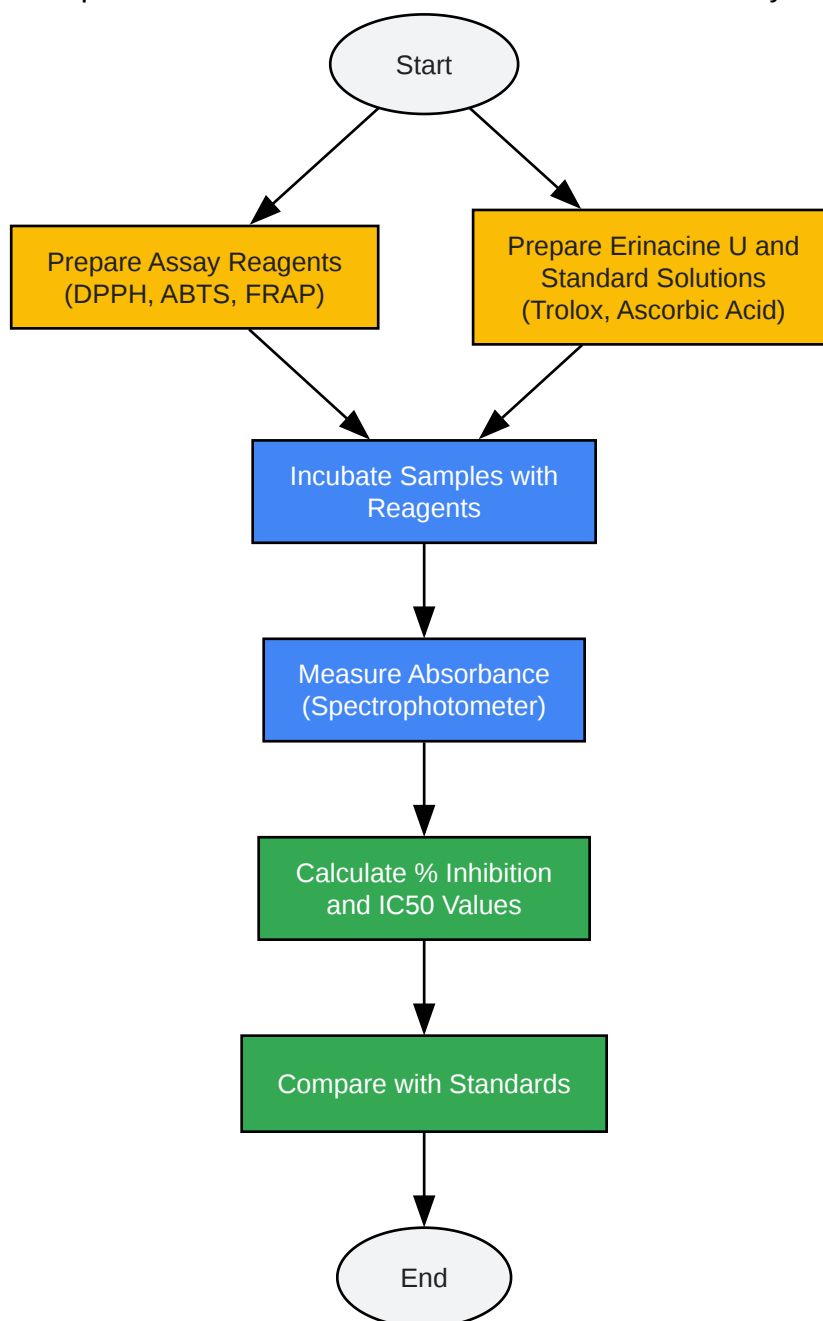 Start
Prepare Assay Reagents
(DPPH, ABTS, FRAP)
Prepare Erinacine U and
Standard Solutions
(Trolox, Ascorbic Acid)
Incubate Samples with
Reagents
Measure Absorbance
(Spectrophotometer)
Calculate % Inhibition
and IC50 Values
Compare with Standards
End